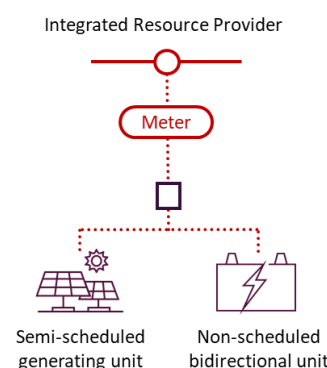 Integrated Resource Provider
Meter
Semi-scheduled
generating unit
Non-scheduled
bidirectional unit